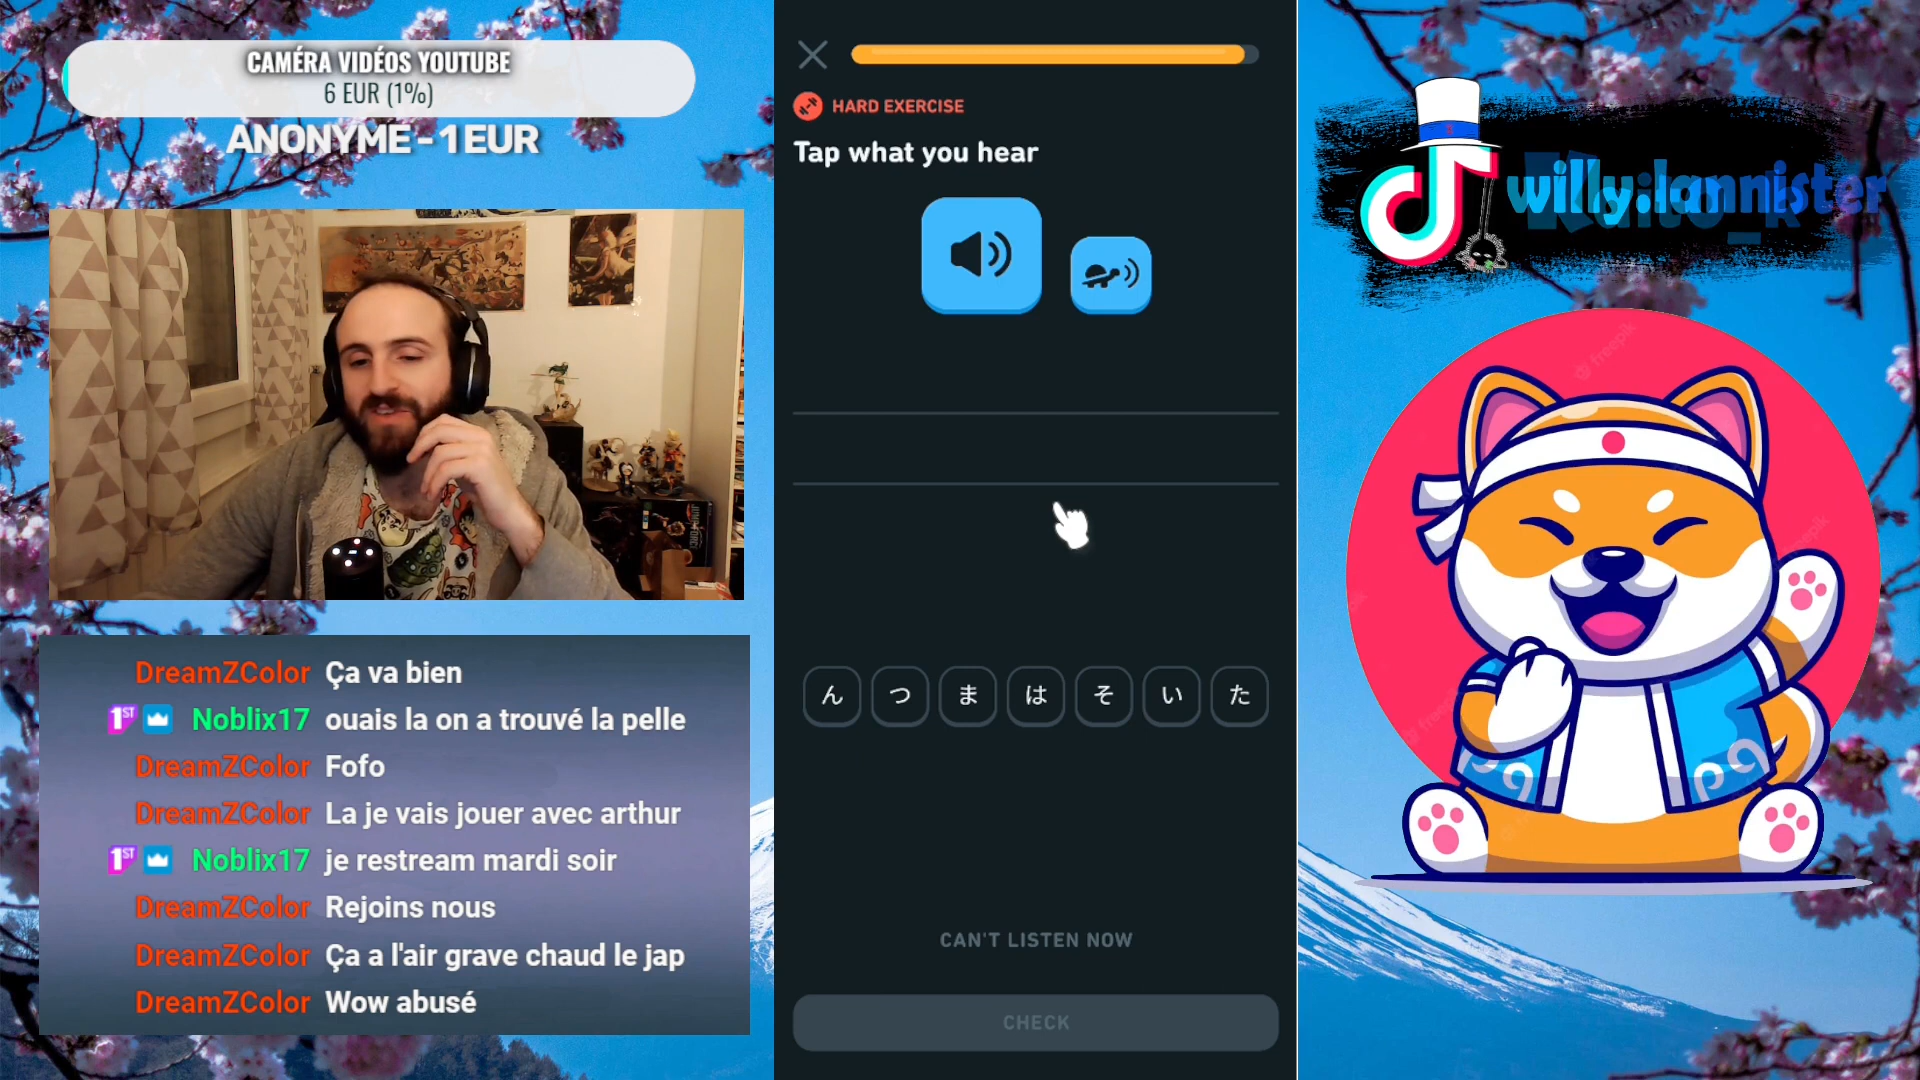 CAMÉRA VIDÉOS YOUTUBE
6 EUR (1%)
ANONYME - 1 EUR
DreamZColor Ça va bien
1ST Noblix17 ouais la on a trouvé la pelle
DreamZColor Fofo
DreamZColor La je vais jouer avec arthur
1ST Noblix17 je restream mardi soir
DreamZColor Rejoins nous
DreamZColor Ça a l'air grave chaud le jap
DreamZColor Wow abusé
HARD EXERCISE
Tap what you hear
ん つ ま は そ い た
CAN'T LISTEN NOW
CHECK
willy.lannister
freepik